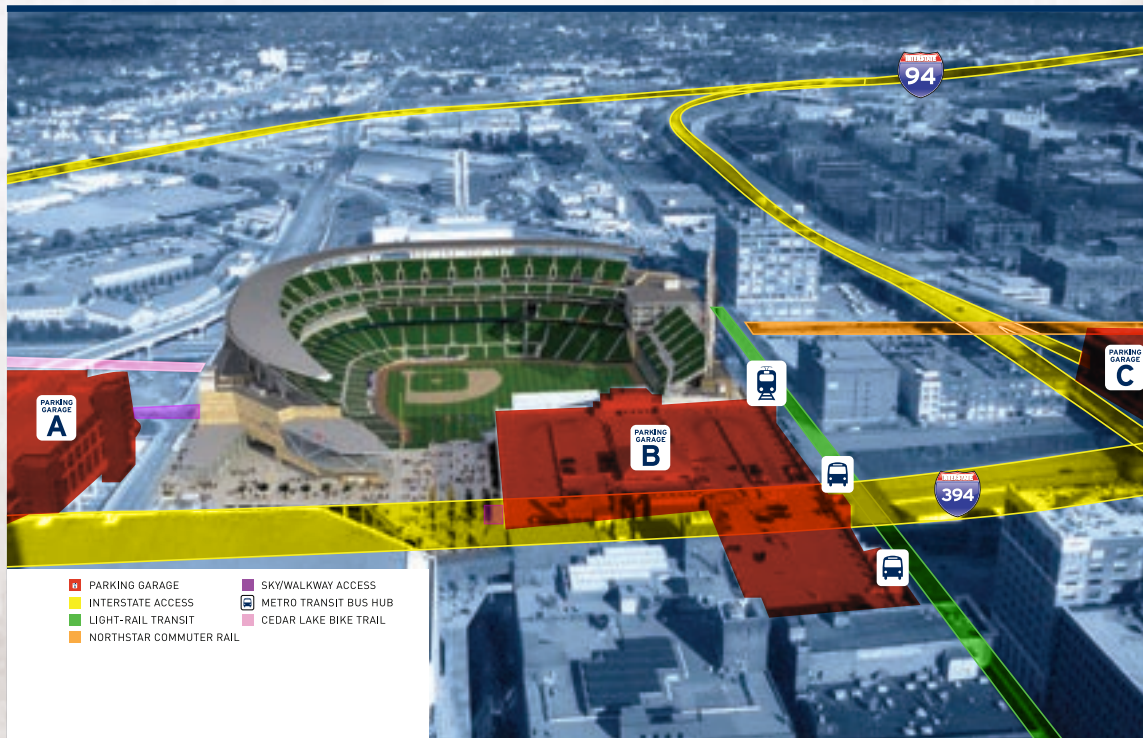 INTERSTATE
94
PARKING
GARAGE
C
PARKING
GARAGE
A
PARKING
GARAGE
B
INTERSTATE
394
PARKING GARAGE
INTERSTATE ACCESS
LIGHT-RAIL TRANSIT
NORTHSTAR COMMUTER RAIL
SKY/WALKWAY ACCESS
METRO TRANSIT BUS HUB
CEDAR LAKE BIKE TRAIL